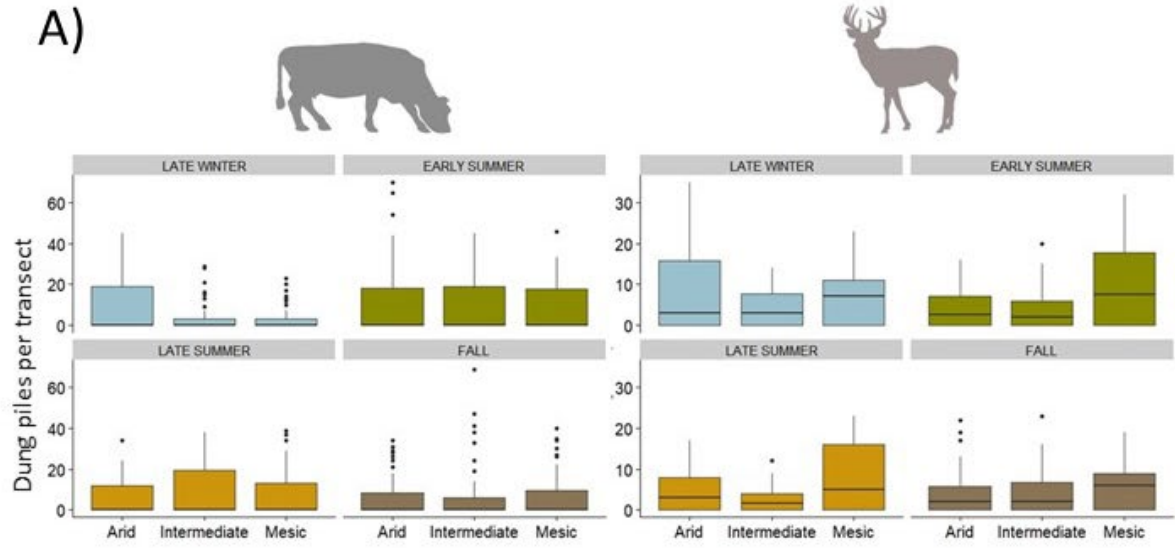 A)
LATE WINTER EARLY SUMMER LATE WINTER EARLY SUMMER
60 30
40 20
20 10
0 0
Dung piles per transect
LATE SUMMER FALL LATE SUMMER FALL
60 30
40 20
20 10
0 0
Arid Intermediate Mesic Arid Intermediate Mesic Arid Intermediate Mesic Arid Intermediate Mesic